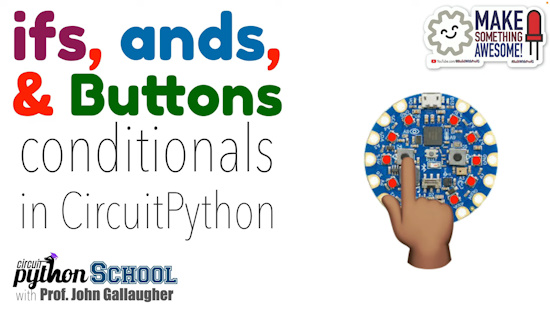 ifs, ands,
& Buttons
conditionals
in CircuitPython
circuit
python SCHOOL
with Prof. John Gallaugher
MAKE
SOMETHING
AWESOME!